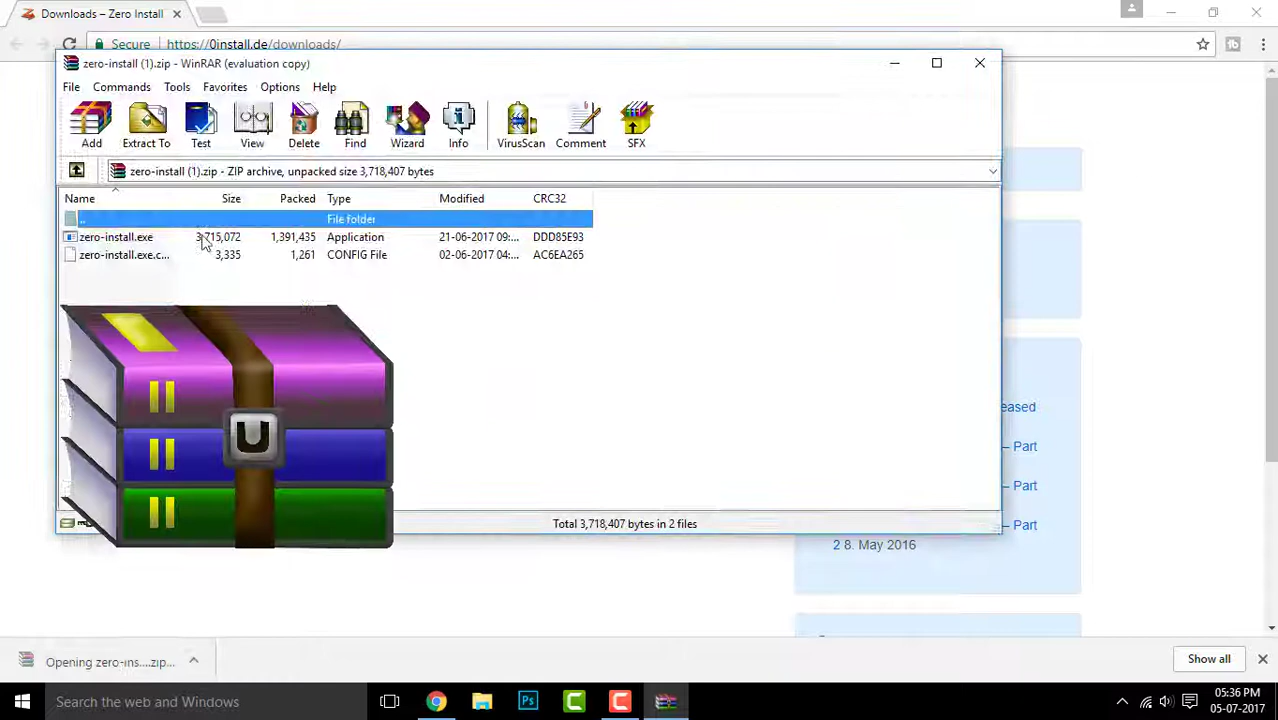 Downloads – Zero Install
Secure https://0install.de/downloads/
zero-install (1).zip - WinRAR (evaluation copy)
File Commands Tools Favorites Options Help
Add Extract To Test View Delete Find Wizard Info VirusScan Comment SFX
zero-install (1).zip - ZIP archive, unpacked size 3,718,407 bytes
Name Size Packed Type Modified CRC32
.. File folder
zero-install.exe 3,715,072 1,391,435 Application 21-06-2017 09:... DDD85E93
zero-install.exe.c... 3,335 1,261 CONFIG File 02-06-2017 04:... AC6EA265
U
eased
– Part
– Part
– Part
2 8. May 2016
Total 3,718,407 bytes in 2 files
Opening zero-ins....zip...
Show all
Search the web and Windows
Ps
05:36 PM
05-07-2017